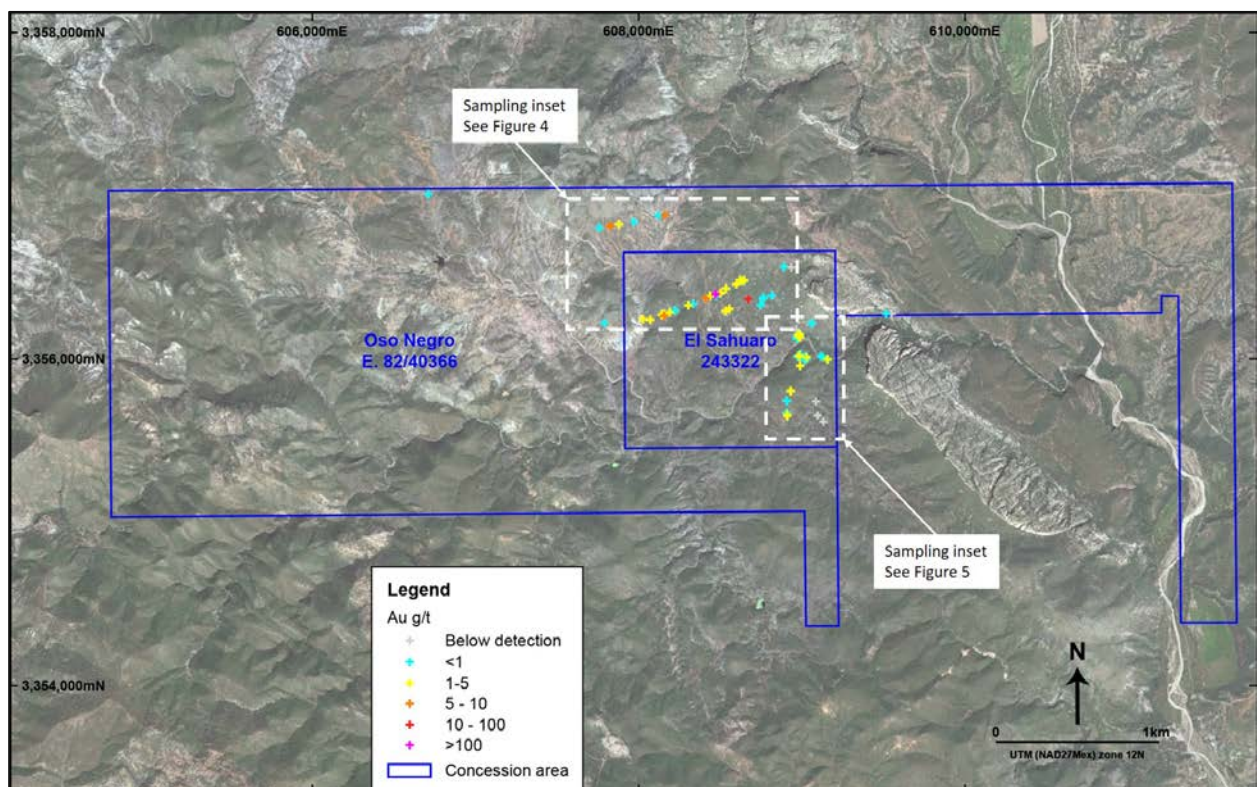 3,358,000mN
606,000mE
608,000mE
610,000mE
Sampling inset
See Figure 4
Oso Negro
E. 82/40366
El Sahuaro
243322
3,356,000mN
Sampling inset
See Figure 5
Legend
Au g/t
Below detection
<1
1-5
5 - 10
10 - 100
>100
Concession area
3,354,000mN
N
0
1km
UTM (NAD27Mex) zone 12N